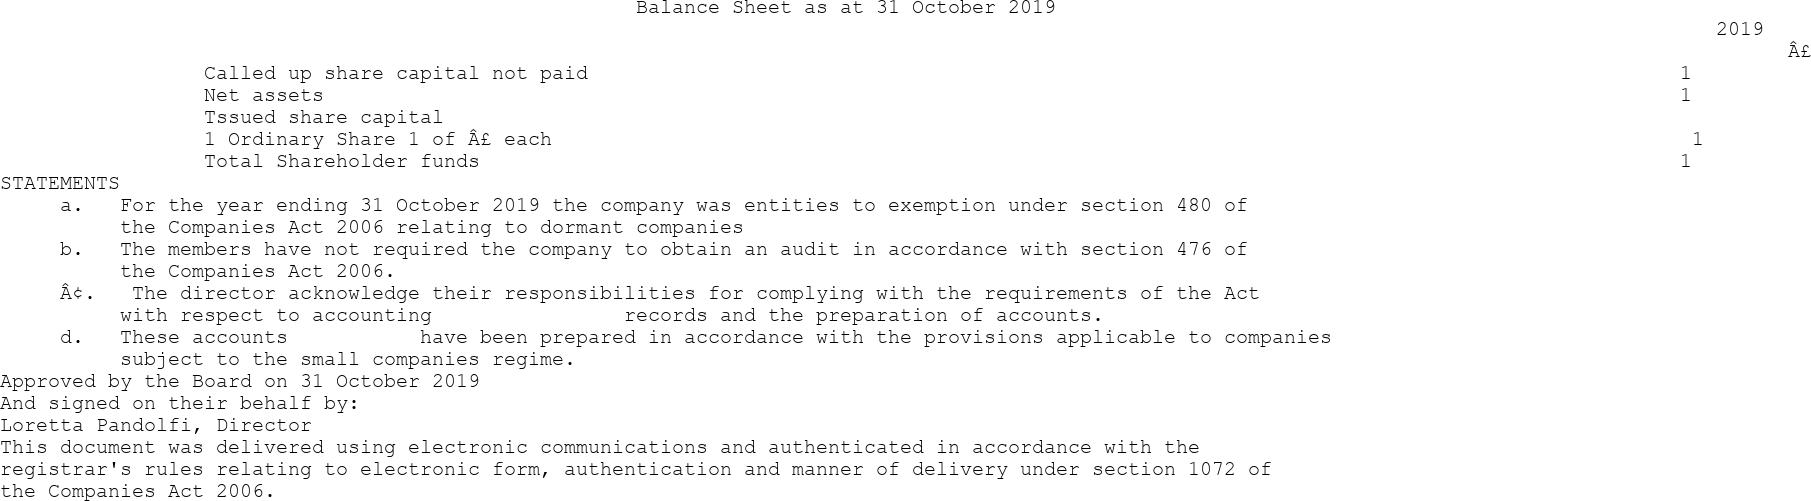 Balance Sheet as at 31 October 2019
2019
Â£
Called up share capital not paid 1
Net assets 1
Tssued share capital
1 Ordinary Share 1 of Â£ each 1
Total Shareholder funds 1
STATEMENTS
a. For the year ending 31 October 2019 the company was entities to exemption under section 480 of
the Companies Act 2006 relating to dormant companies
b. The members have not required the company to obtain an audit in accordance with section 476 of
the Companies Act 2006.
Â¢. The director acknowledge their responsibilities for complying with the requirements of the Act
with respect to accounting records and the preparation of accounts.
d. These accounts have been prepared in accordance with the provisions applicable to companies
subject to the small companies regime.
Approved by the Board on 31 October 2019
And signed on their behalf by:
Loretta Pandolfi, Director
This document was delivered using electronic communications and authenticated in accordance with the
registrar's rules relating to electronic form, authentication and manner of delivery under section 1072 of
the Companies Act 2006.